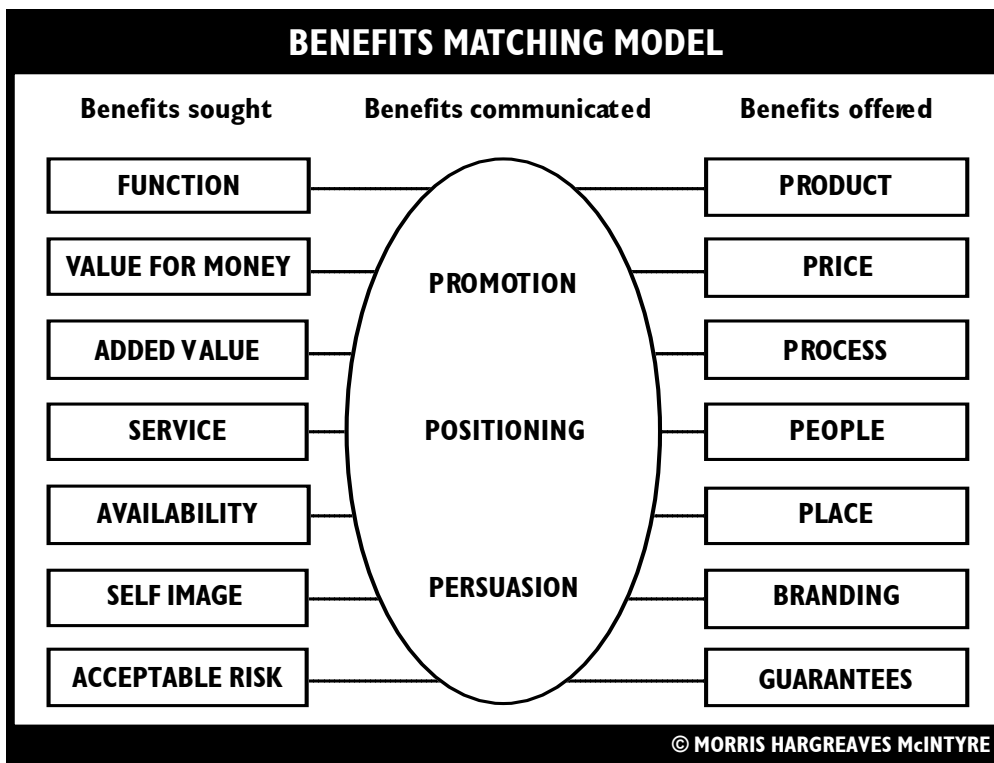 BENEFITS MATCHING MODEL
Benefits sought Benefits communicated Benefits offered
FUNCTION PRODUCT
VALUE FOR MONEY PRICE
PROMOTION
ADDED VALUE PROCESS
SERVICE POSITIONING PEOPLE
AVAILABILITY PLACE
PERSUASION
SELF IMAGE BRANDING
ACCEPTABLE RISK GUARANTEES
© MORRIS HARGREAVES McINTYRE